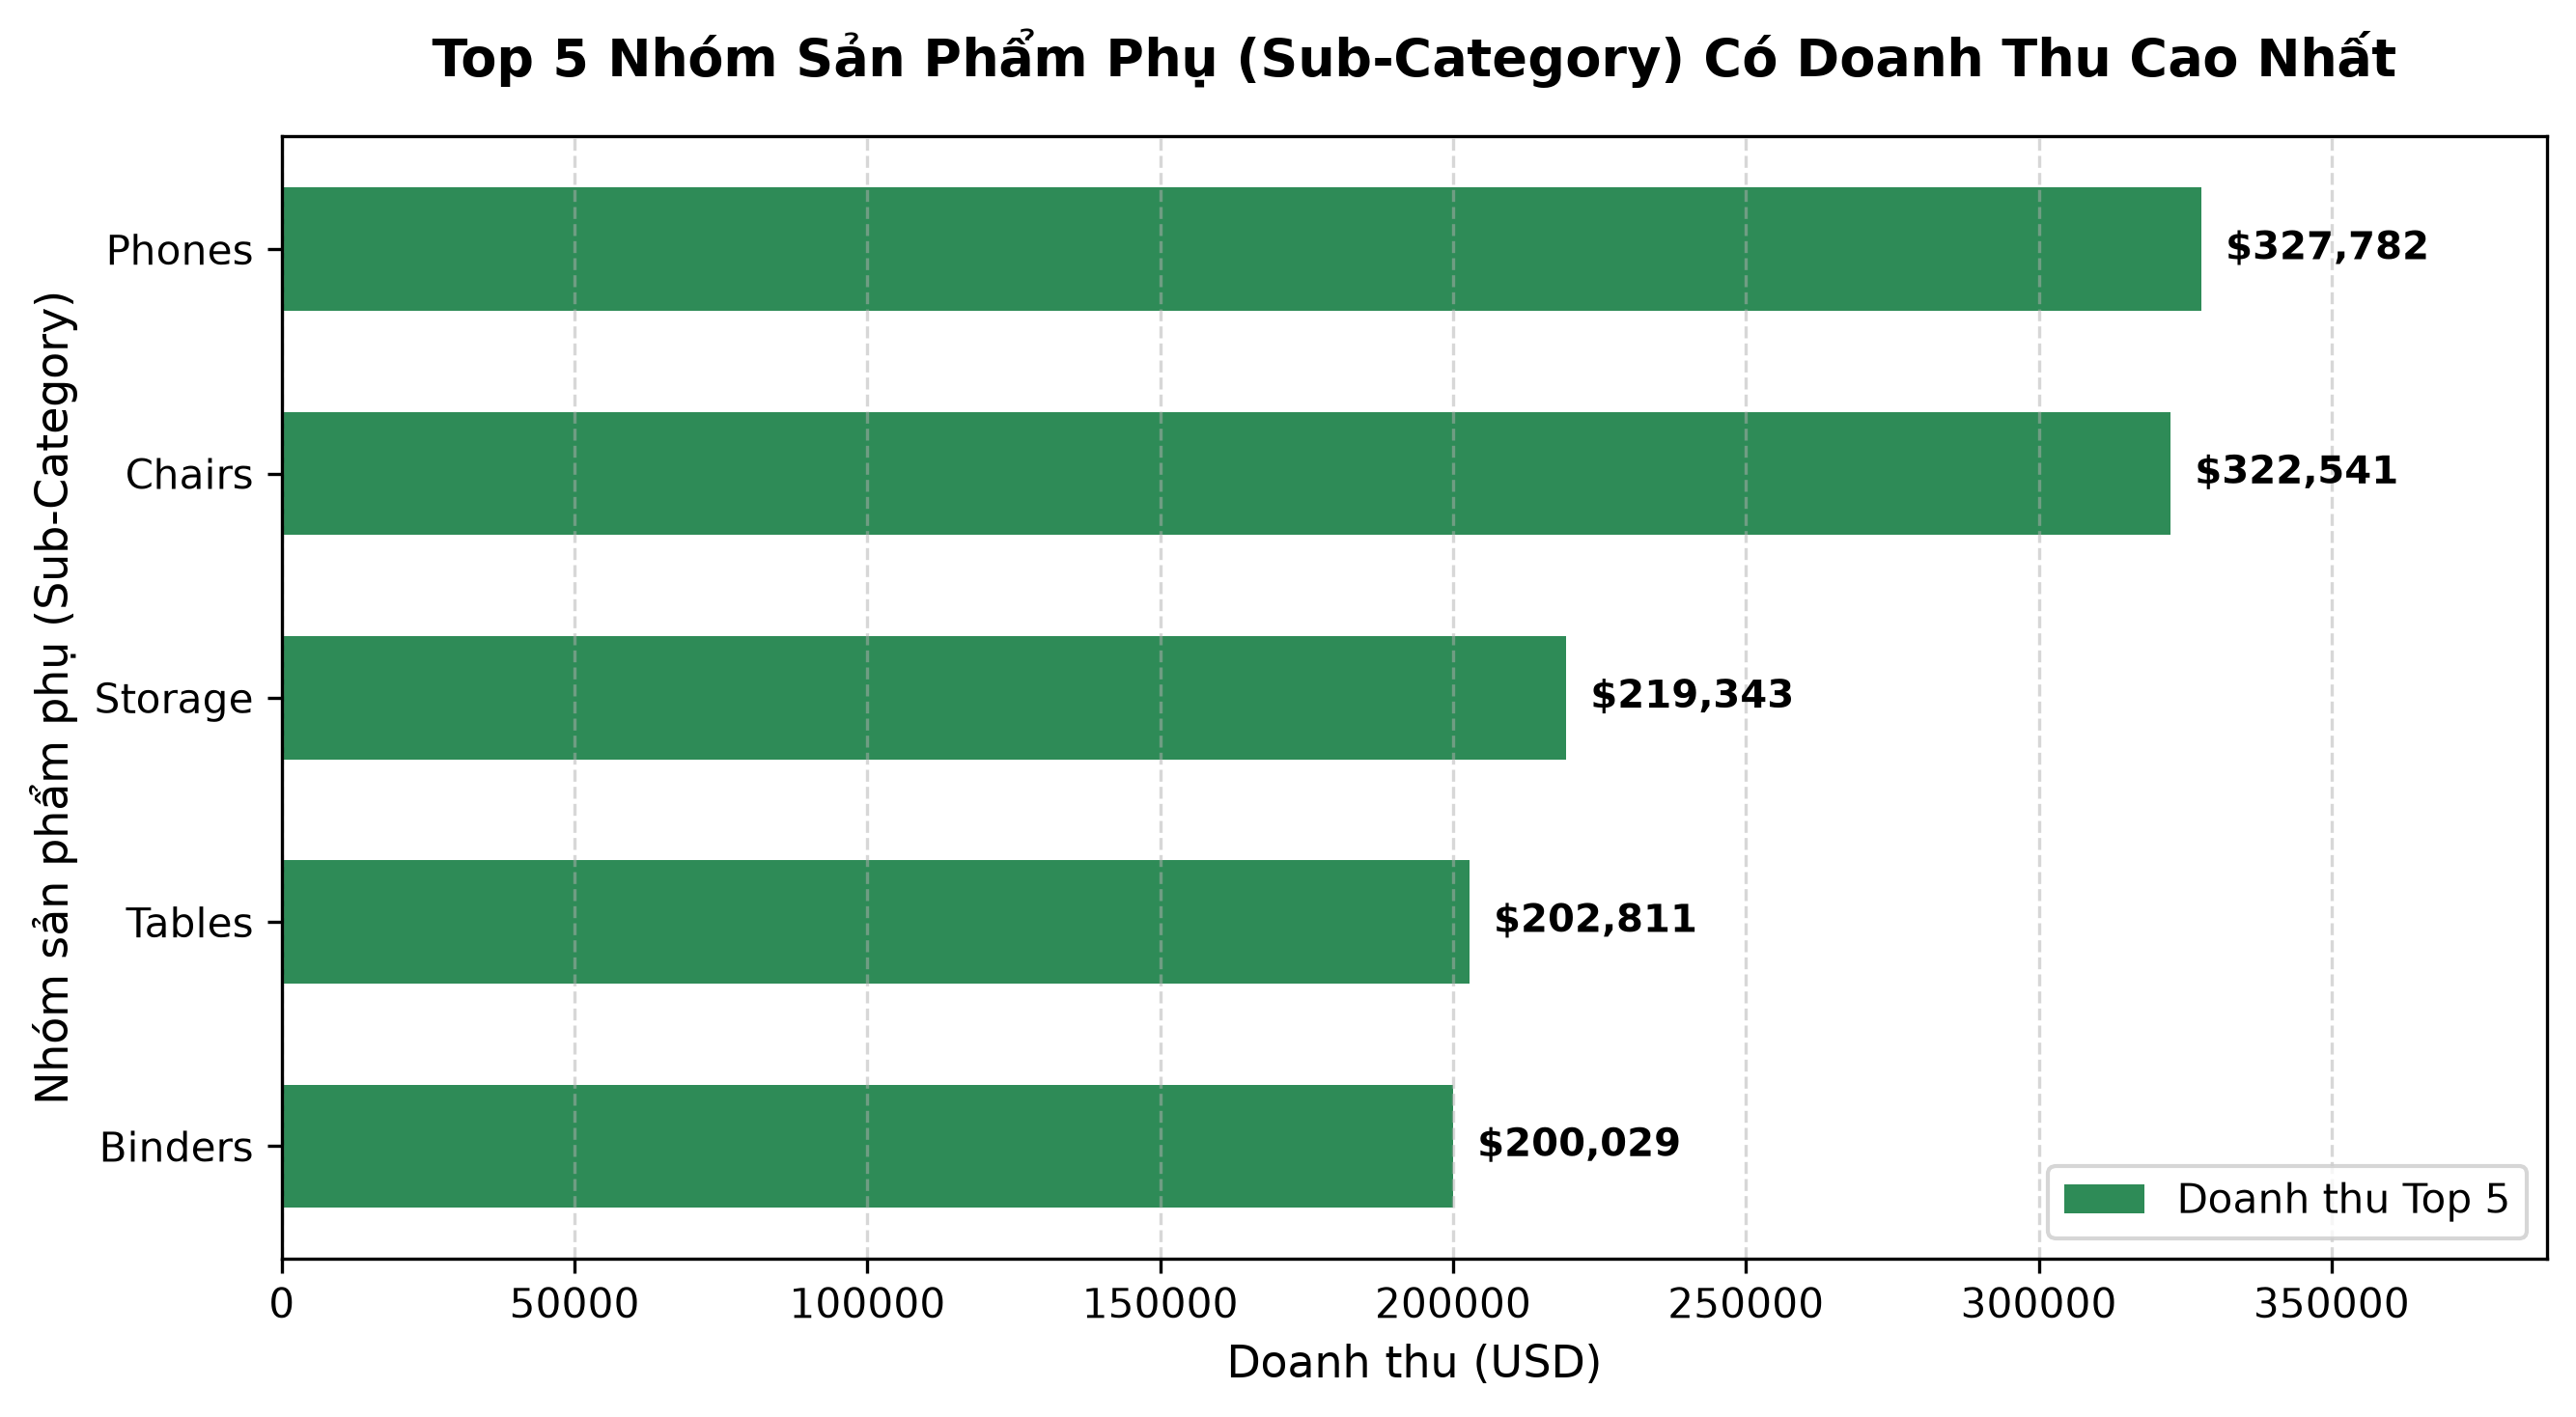 Top 5 Nhóm Sản Phẩm Phụ (Sub-Category) Có Doanh Thu Cao Nhất
Nhóm sản phẩm phụ (Sub-Category)
Phones
$327,782
Chairs
$322,541
Storage
$219,343
Tables
$202,811
Binders
$200,029
Doanh thu Top 5
0 50000 100000 150000 200000 250000 300000 350000
Doanh thu (USD)